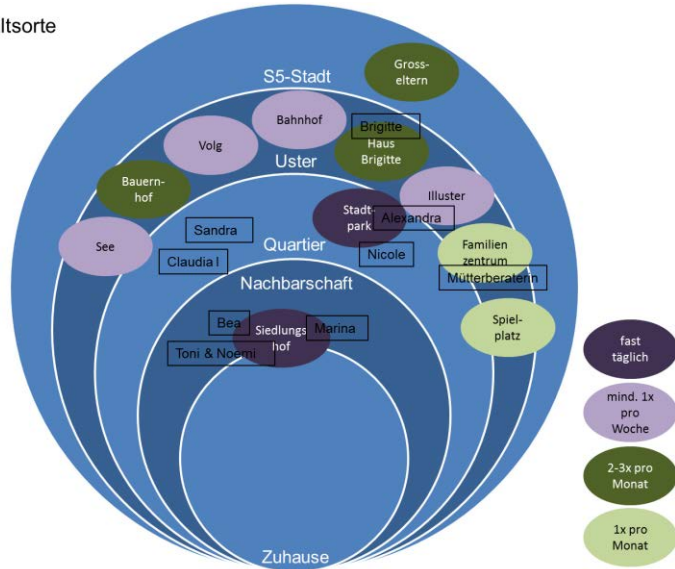 ltsorte
Gross-
eltern
S5-Stadt
Bahnhof
Brigitte
Haus
Brigitte
Volg
Uster
Bauern-
hof
Illuster
Stadt-
park
Alexandra
Sandra
See
Quartier
Nicole
Familien
zentrum
Claudia I
Mütterberaterin
Nachbarschaft
Bea
Siedlungs
hof
Marina
Spiel-
platz
Toni & Noemi
fast
täglich
mind. 1x
pro
Woche
2-3x pro
Monat
1x pro
Monat
Zuhause